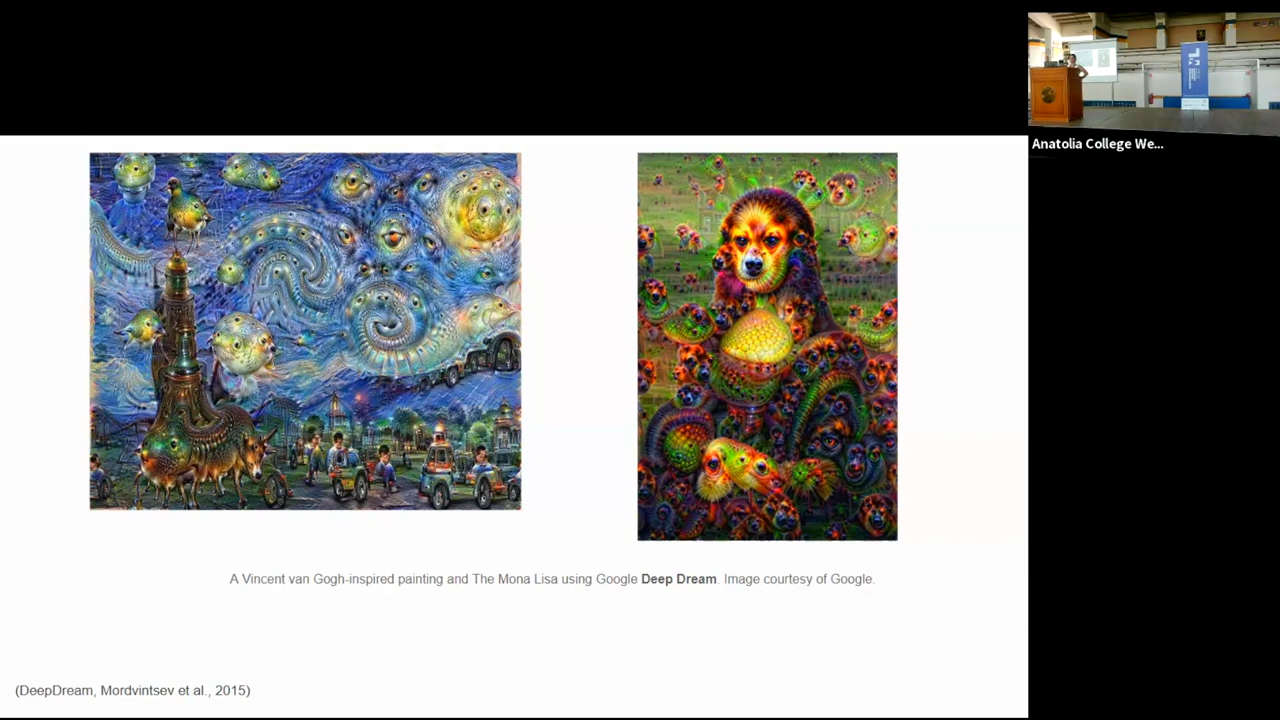 Anatolia College We...
A Vincent van Gogh-inspired painting and The Mona Lisa using Google Deep Dream. Image courtesy of Google.
(DeepDream, Mordvintsev et al., 2015)